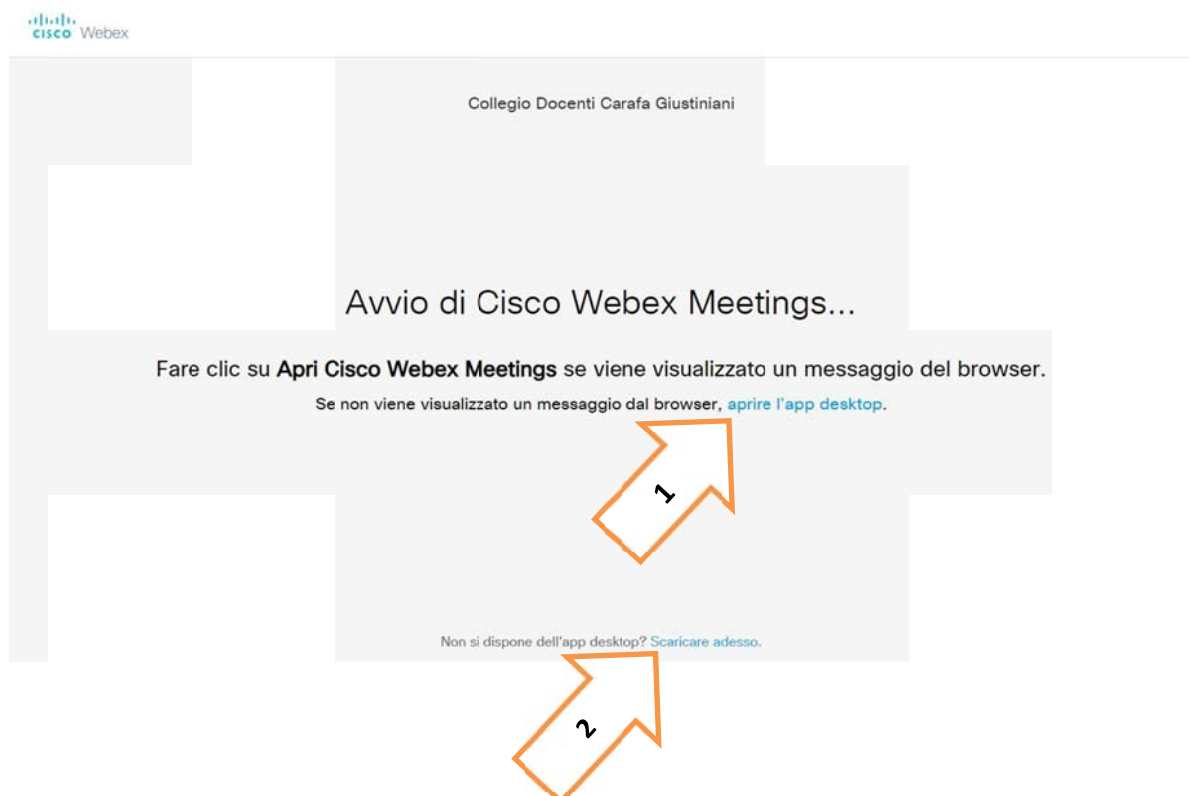 cisco Webex
Collegio Docenti Carafa Giustiniani
Avvio di Cisco Webex Meetings...
Fare clic su Apri Cisco Webex Meetings se viene visualizzato un messaggio del browser.
Se non viene visualizzato un messaggio dal browser, aprire l'app desktop.
1
Non si dispone dell'app desktop? Scaricare adesso.
2